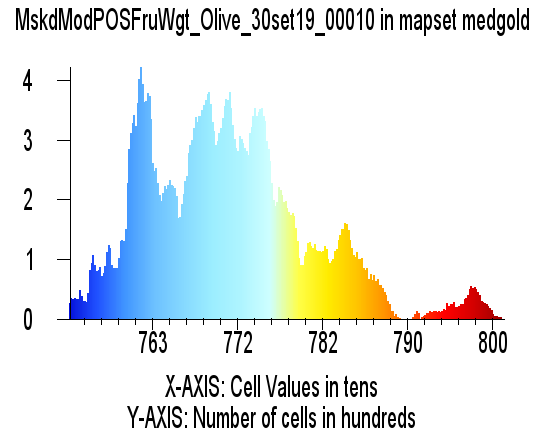 MskdModPOSFruWgt_Olive_30set19_00010 in mapset medgold
4
3
2
1
0
763 772 782 790 800
X-AXIS: Cell Values in tens
Y-AXIS: Number of cells in hundreds